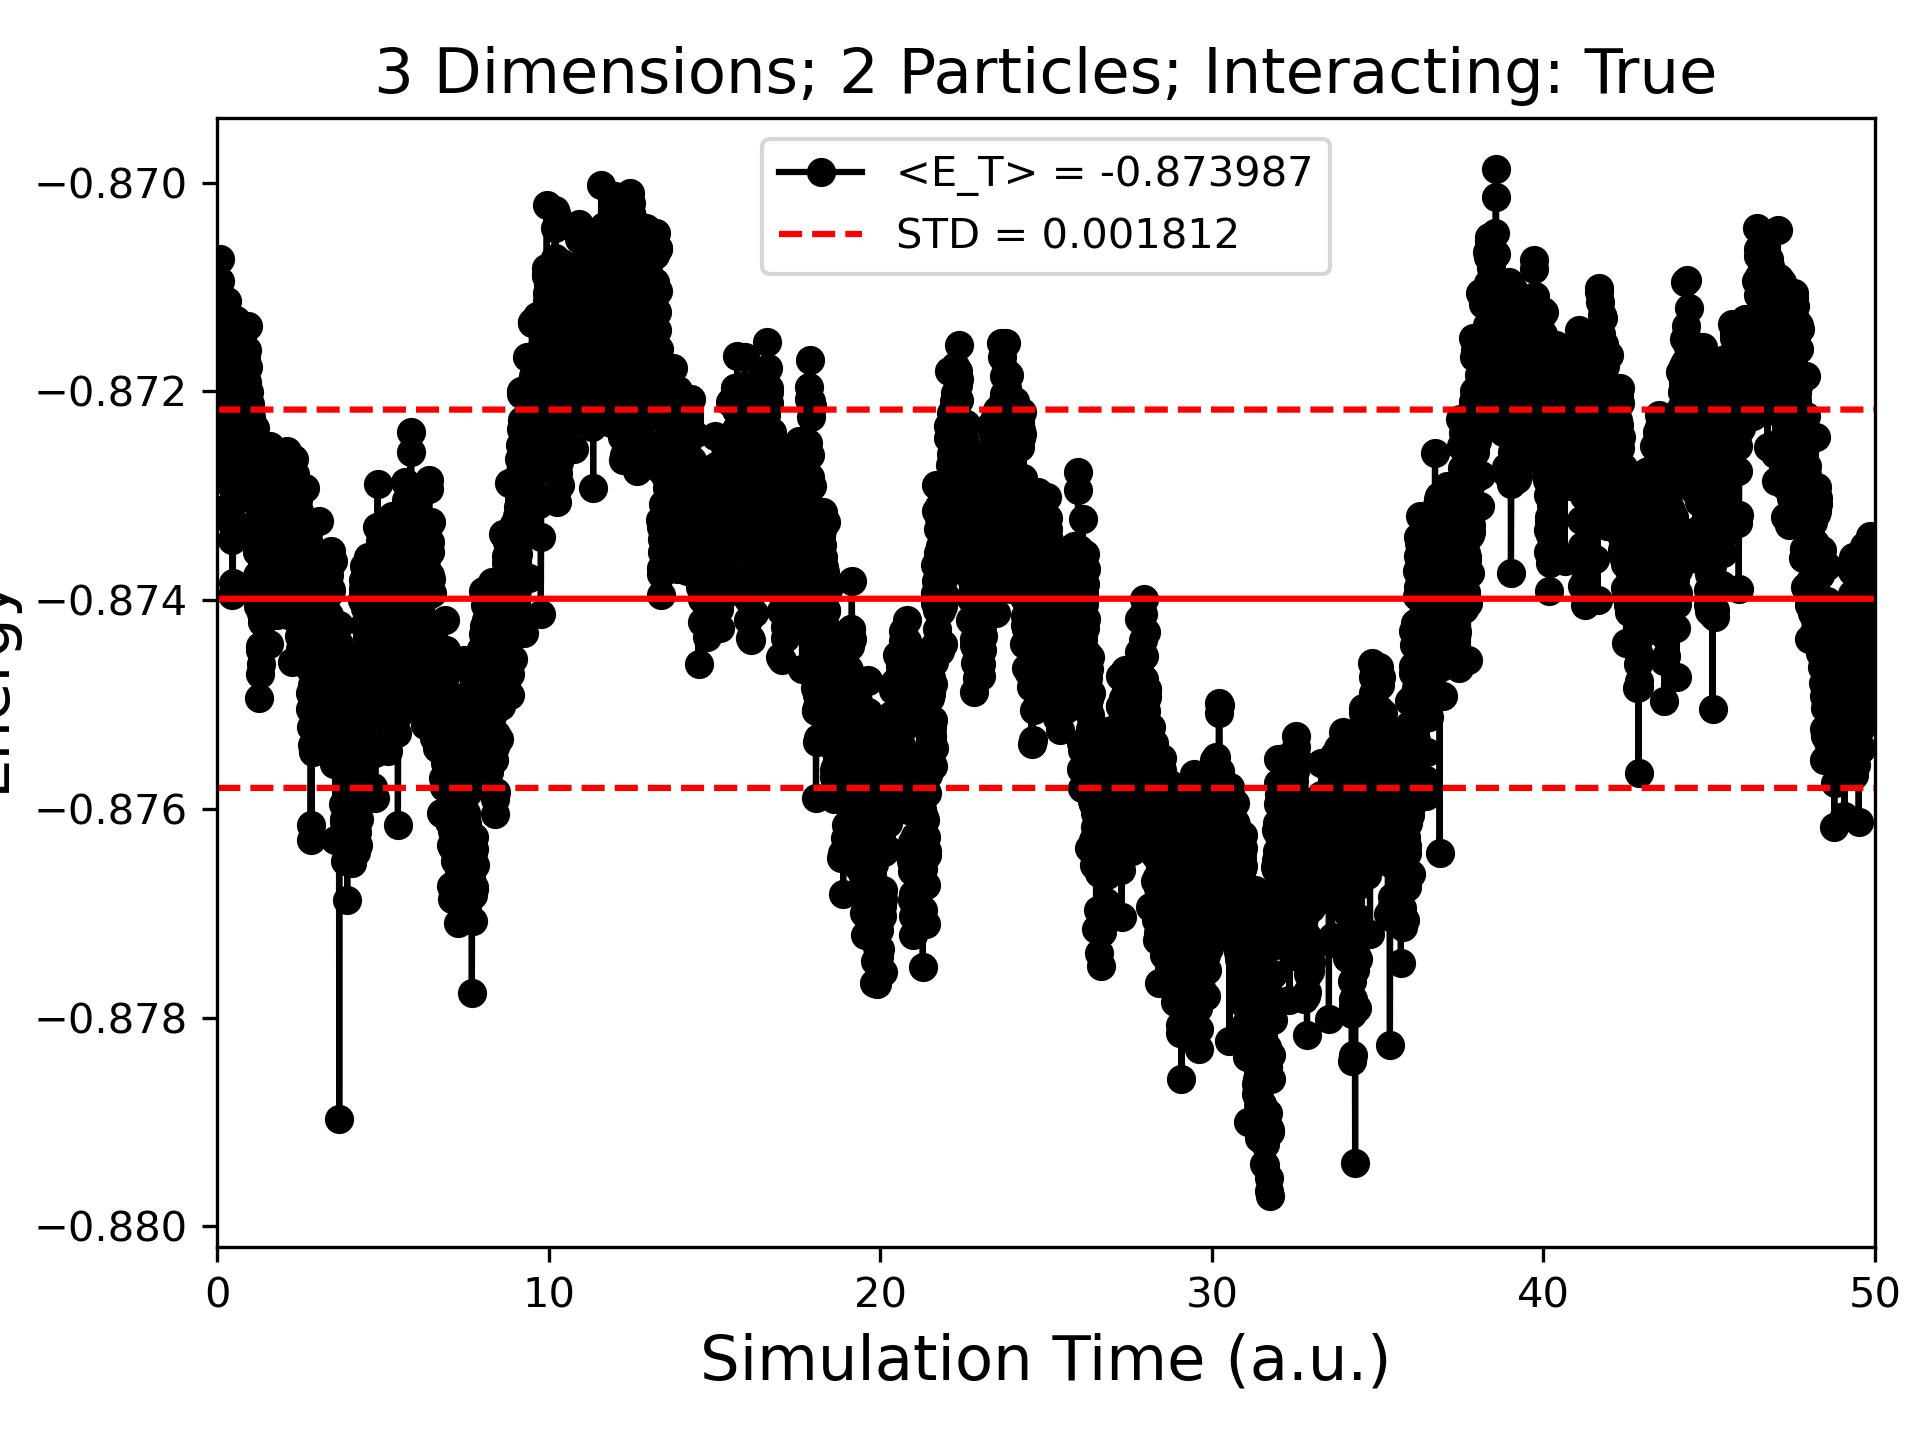 3 Dimensions; 2 Particles; Interacting: True
<E_T> = -0.873987
STD = 0.001812
−0.870
−0.872
−0.874
−0.876
−0.878
−0.880
Energy
0 10 20 30 40 50
Simulation Time (a.u.)